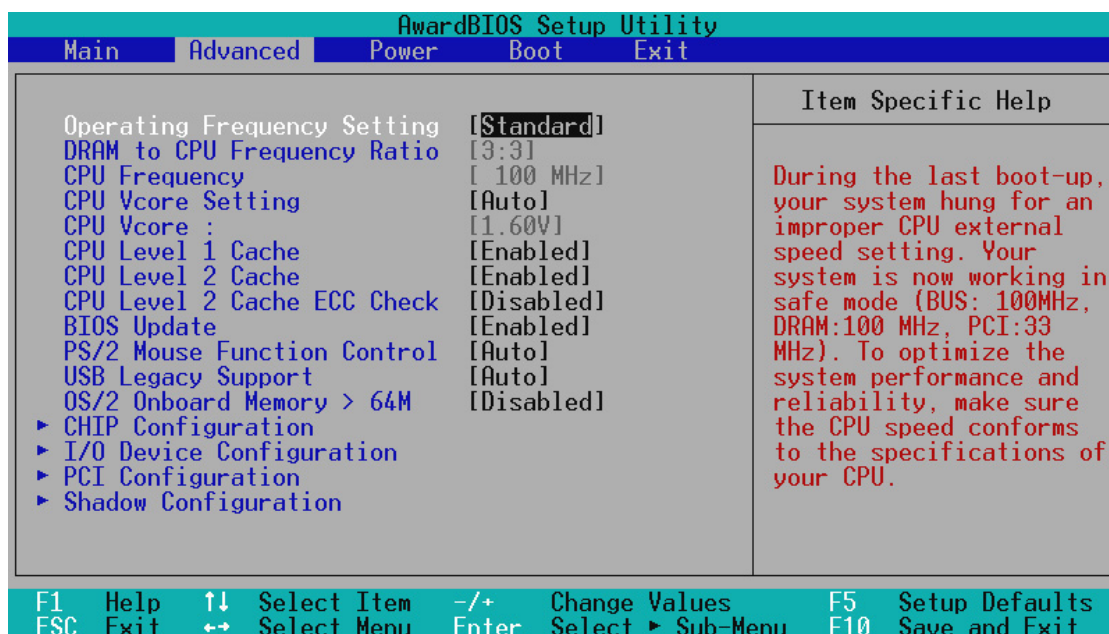 AwardBIOS Setup Utility
Main Advanced Power Boot Exit
Operating Frequency Setting [Standard]
DRAM to CPU Frequency Ratio [3:3]
CPU Frequency [ 100 MHz]
CPU Vcore Setting [Auto]
CPU Vcore : [1.60V]
CPU Level 1 Cache [Enabled]
CPU Level 2 Cache [Enabled]
CPU Level 2 Cache ECC Check [Disabled]
BIOS Update [Enabled]
PS/2 Mouse Function Control [Auto]
USB Legacy Support [Auto]
OS/2 Onboard Memory > 64M [Disabled]
► CHIP Configuration
► I/O Device Configuration
► PCI Configuration
► Shadow Configuration
Item Specific Help
During the last boot-up,
your system hung for an
improper CPU external
speed setting. Your
system is now working in
safe mode (BUS: 100MHz,
DRAM:100 MHz, PCI:33
MHz). To optimize the
system performance and
reliability, make sure
the CPU speed conforms
to the specifications of
your CPU.
F1 Help ↑↓ Select Item -/+ Change Values F5 Setup Defaults
ESC Exit ←→ Select Menu Enter Select ► Sub-Menu F10 Save and Exit